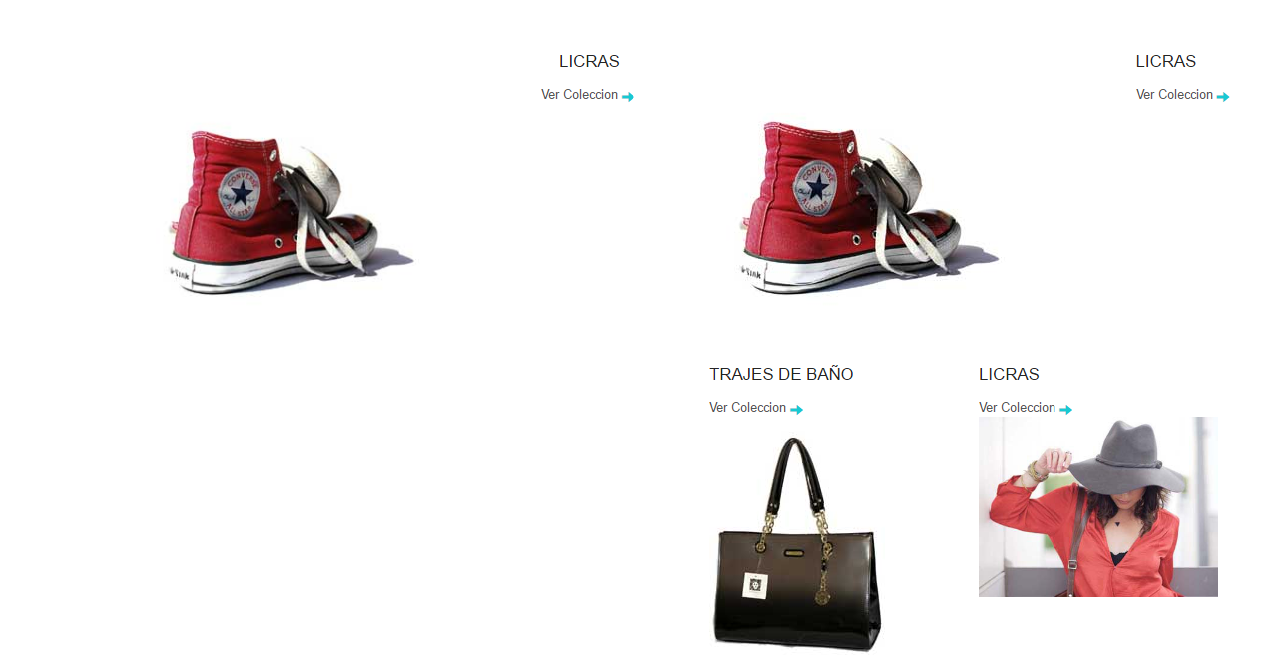 LICRAS
Ver Coleccion
LICRAS
Ver Coleccion
CONVERSE
ALL STAR
CONVERSE
ALL STAR
TRAJES DE BAÑO
Ver Coleccion
LICRAS
Ver Coleccion